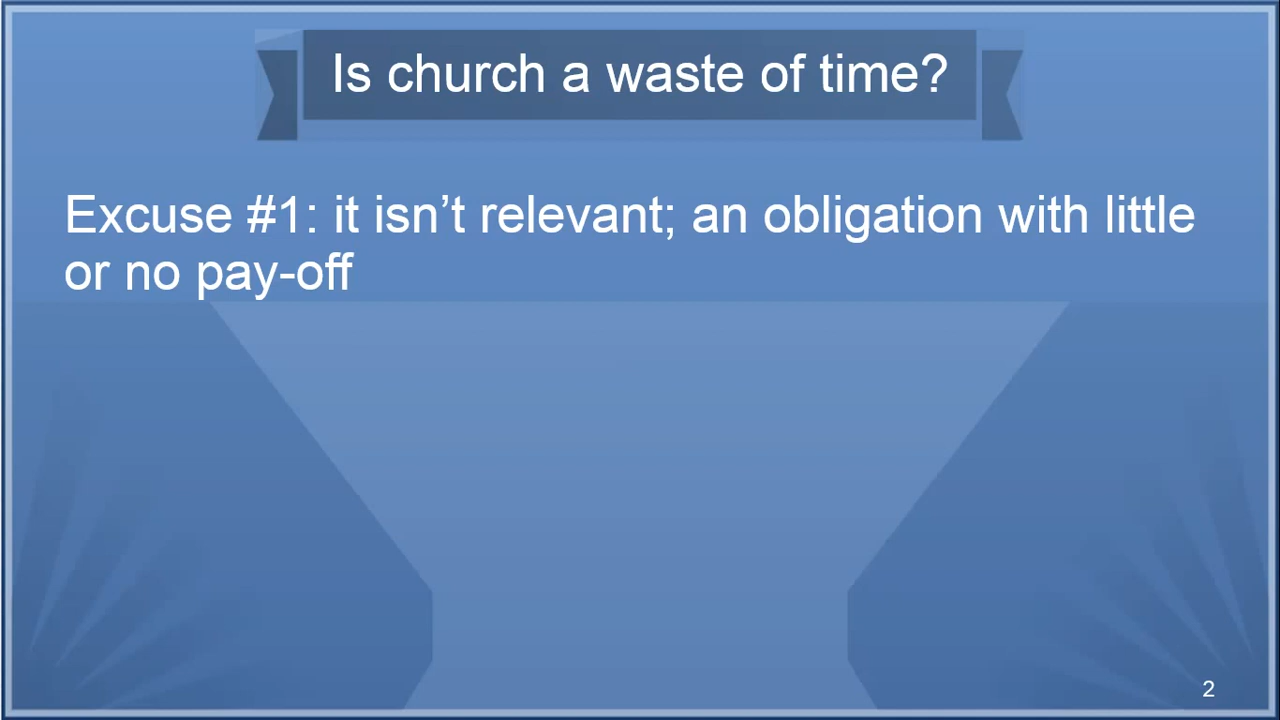 Is church a waste of time?
Excuse #1: it isn’t relevant; an obligation with little
or no pay-off
2